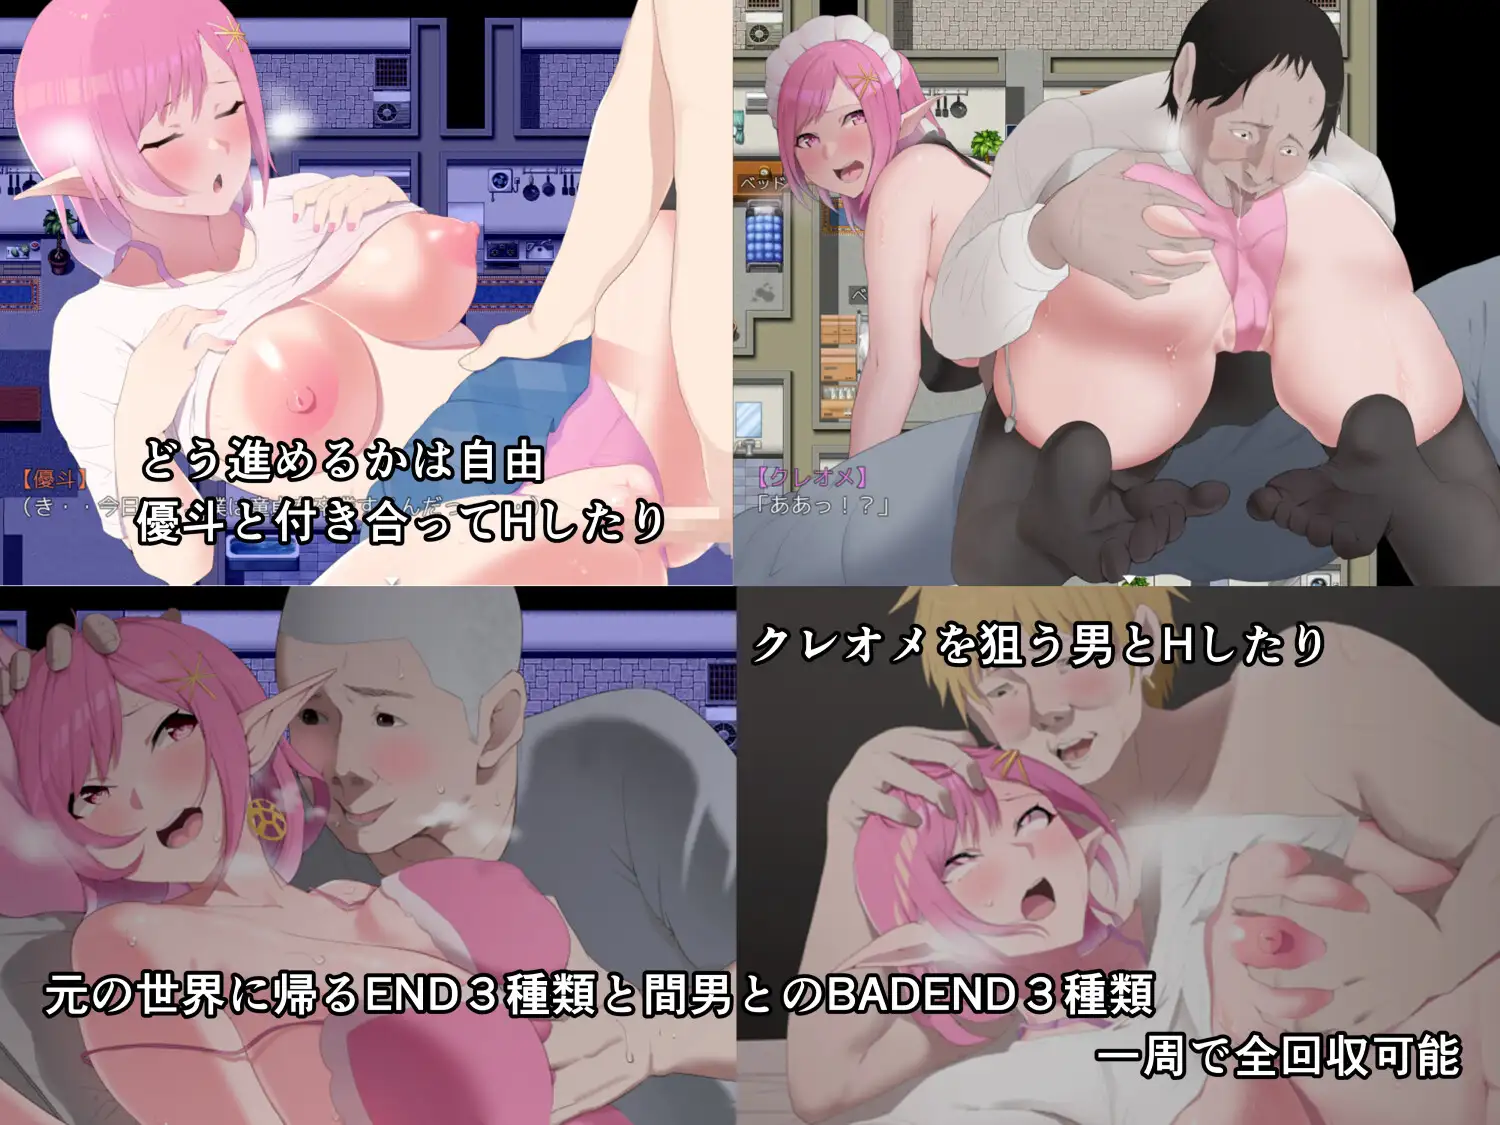 ベッド
どう進めるかは自由
優斗と付き合ってHしたり
【優斗】
【クレオメ】
「ああっ！？」
クレオメを狙う男とHしたり
元の世界に帰るEND３種類と間男とのBADEND３種類
一周で全回収可能